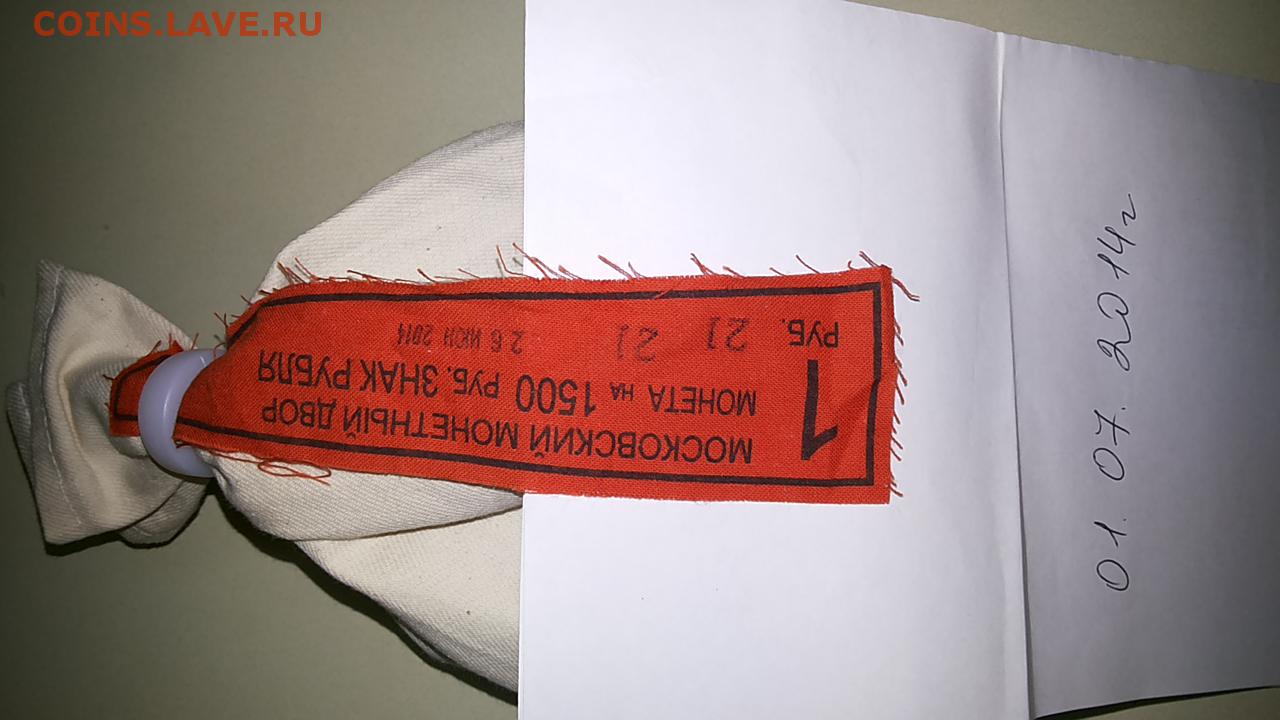 COINS.LAVE.RU
МОСКОВСКИЙ МОНЕТНЫЙ ДВОР
1 МОНЕТА НА 1500 РУБ. ЗНАК РУБЛЯ
РУБ. 21 21 26 ИЮН 2014
01. 07. 2014г